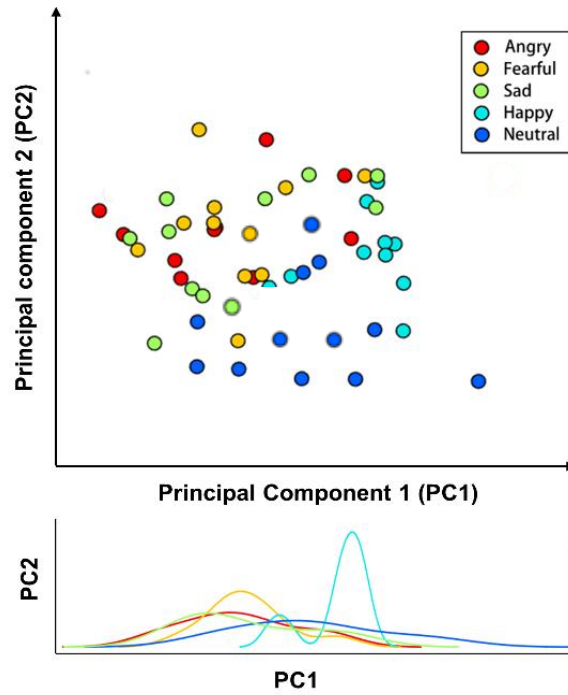 Angry
Fearful
Sad
Happy
Neutral
Principal component 2 (PC2)
Principal Component 1 (PC1)
PC2
PC1